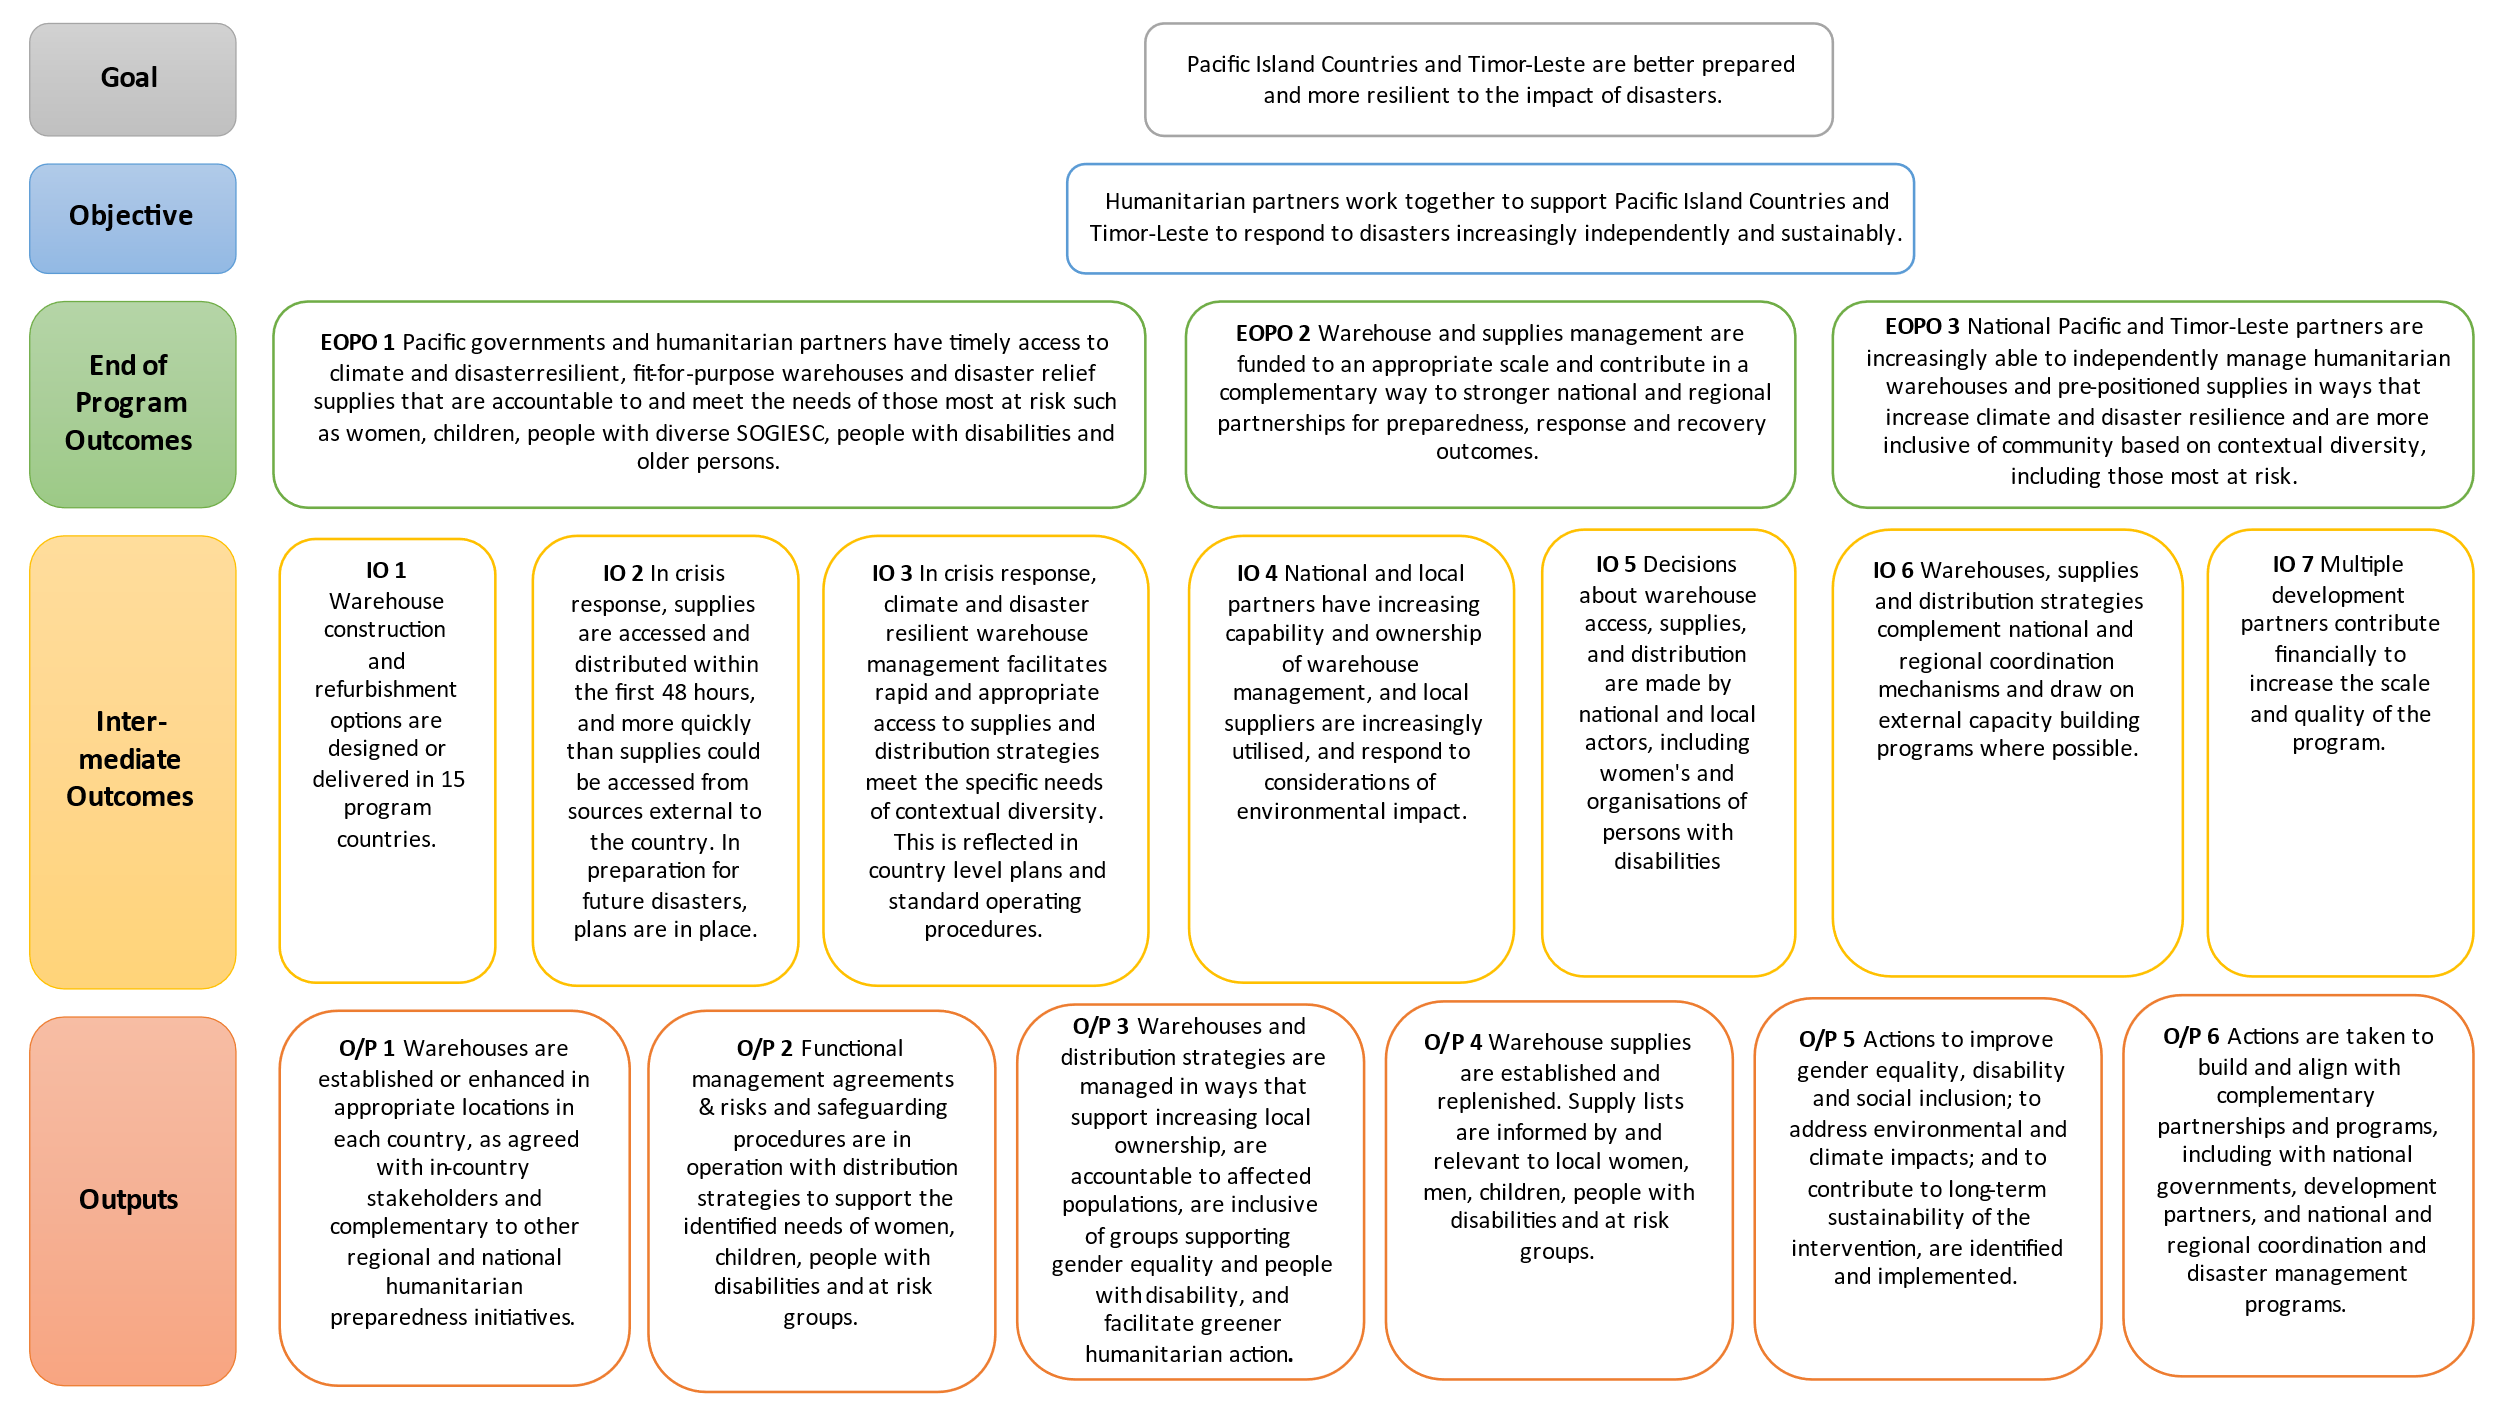 Goal
Pacific Island Countries and Timor-Leste are better prepared
and more resilient to the impact of disasters.
Objective
Humanitarian partners work together to support Pacific Island Countries and
Timor-Leste to respond to disasters increasingly independently and sustainably.
End of
Program
Outcomes
EOPO 1 Pacific governments and humanitarian partners have timely access to
climate and disasterresilient, fit-for-purpose warehouses and disaster relief
supplies that are accountable to and meet the needs of those most at risk such
as women, children, people with diverse SOGIESC, people with disabilities and
older persons.
EOPO 2 Warehouse and supplies management are
funded to an appropriate scale and contribute in a
complementary way to stronger national and regional
partnerships for preparedness, response and recovery
outcomes.
EOPO 3 National Pacific and Timor-Leste partners are
increasingly able to independently manage humanitarian
warehouses and pre-positioned supplies in ways that
increase climate and disaster resilience and are more
inclusive of community based on contextual diversity,
including those most at risk.
Inter-
mediate
Outcomes
IO 1
Warehouse
construction
and
refurbishment
options are
designed or
delivered in 15
program
countries.
IO 2 In crisis
response, supplies
are accessed and
distributed within
the first 48 hours,
and more quickly
than supplies could
be accessed from
sources external to
the country. In
preparation for
future disasters,
plans are in place.
IO 3 In crisis response,
climate and disaster
resilient warehouse
management facilitates
rapid and appropriate
access to supplies and
distribution strategies
meet the specific needs
of contextual diversity.
This is reflected in
country level plans and
standard operating
procedures.
IO 4 National and local
partners have increasing
capability and ownership
of warehouse
management, and local
suppliers are increasingly
utilised, and respond to
considerations of
environmental impact.
IO 5 Decisions
about warehouse
access, supplies,
and distribution
are made by
national and local
actors, including
women's and
organisations of
persons with
disabilities
IO 6 Warehouses, supplies
and distribution strategies
complement national and
regional coordination
mechanisms and draw on
external capacity building
programs where possible.
IO 7 Multiple
development
partners contribute
financially to
increase the scale
and quality of the
program.
Outputs
O/P 1 Warehouses are
established or enhanced in
appropriate locations in
each country, as agreed
with in-country
stakeholders and
complementary to other
regional and national
humanitarian
preparedness initiatives.
O/P 2 Functional
management agreements
& risks and safeguarding
procedures are in
operation with distribution
strategies to support the
identified needs of women,
children, people with
disabilities and at risk
groups.
O/P 3 Warehouses and
distribution strategies are
managed in ways that
support increasing local
ownership, are
accountable to affected
populations, are inclusive
of groups supporting
gender equality and people
with disability, and
facilitate greener
humanitarian action.
O/P 4 Warehouse supplies
are established and
replenished. Supply lists
are informed by and
relevant to local women,
men, children, people with
disabilities and at risk
groups.
O/P 5 Actions to improve
gender equality, disability
and social inclusion; to
address environmental and
climate impacts; and to
contribute to long-term
sustainability of the
intervention, are identified
and implemented.
O/P 6 Actions are taken to
build and align with
complementary
partnerships and programs,
including with national
governments, development
partners, and national and
regional coordination and
disaster management
programs.